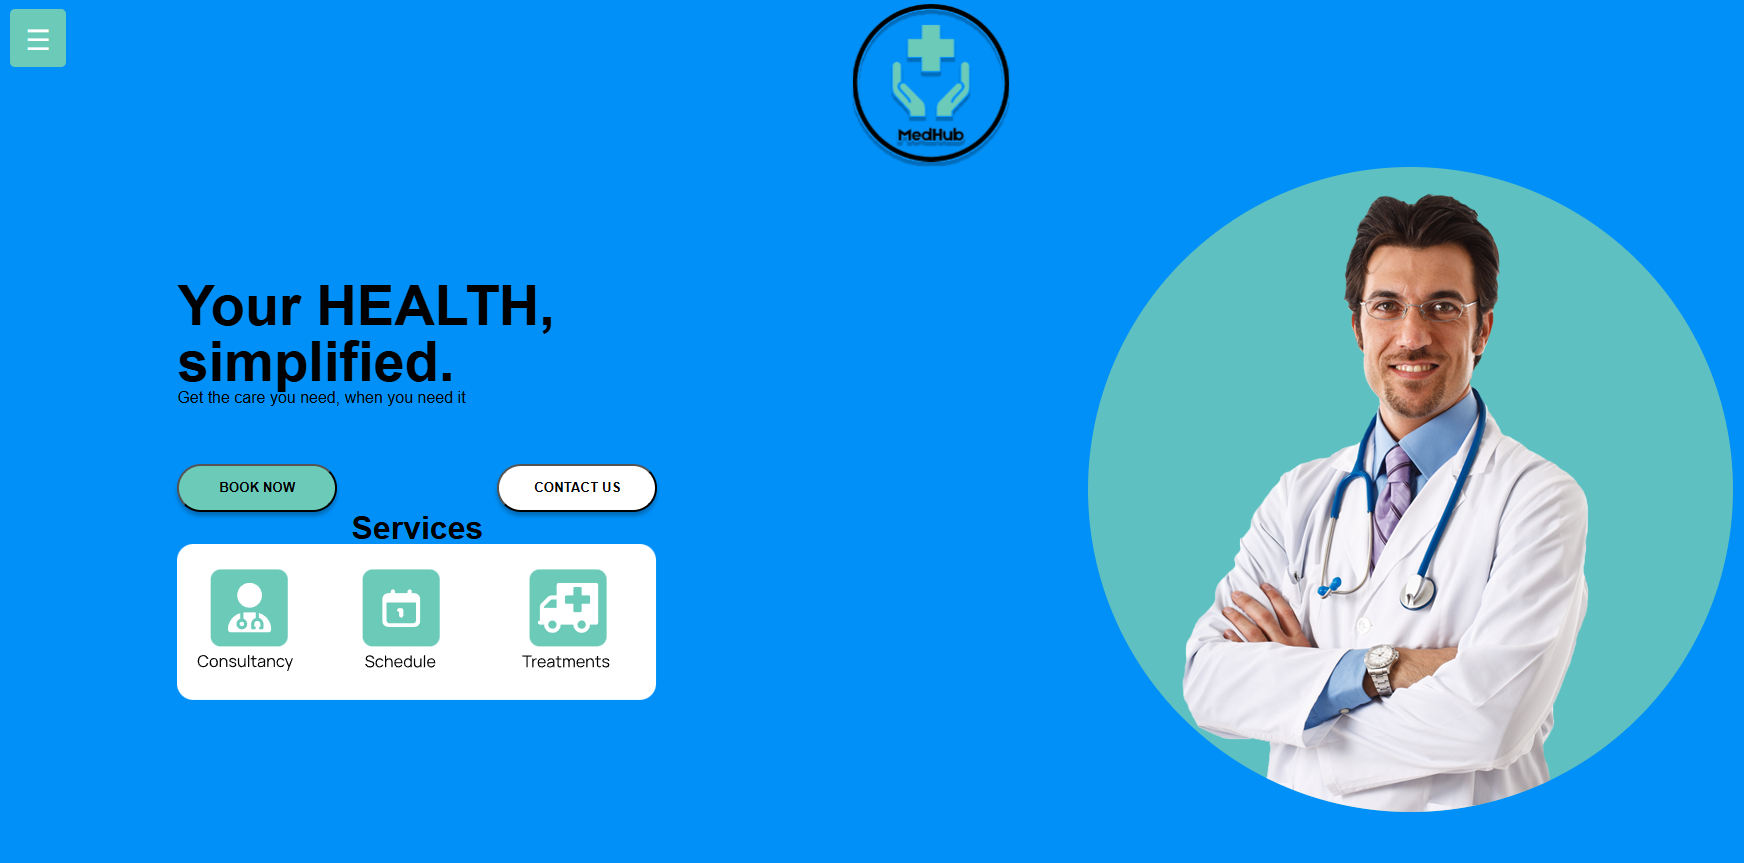 ☰
MedHub
Your HEALTH,
simplified.
Get the care you need, when you need it
BOOK NOW
CONTACT US
Services
Consultancy
Schedule
Treatments